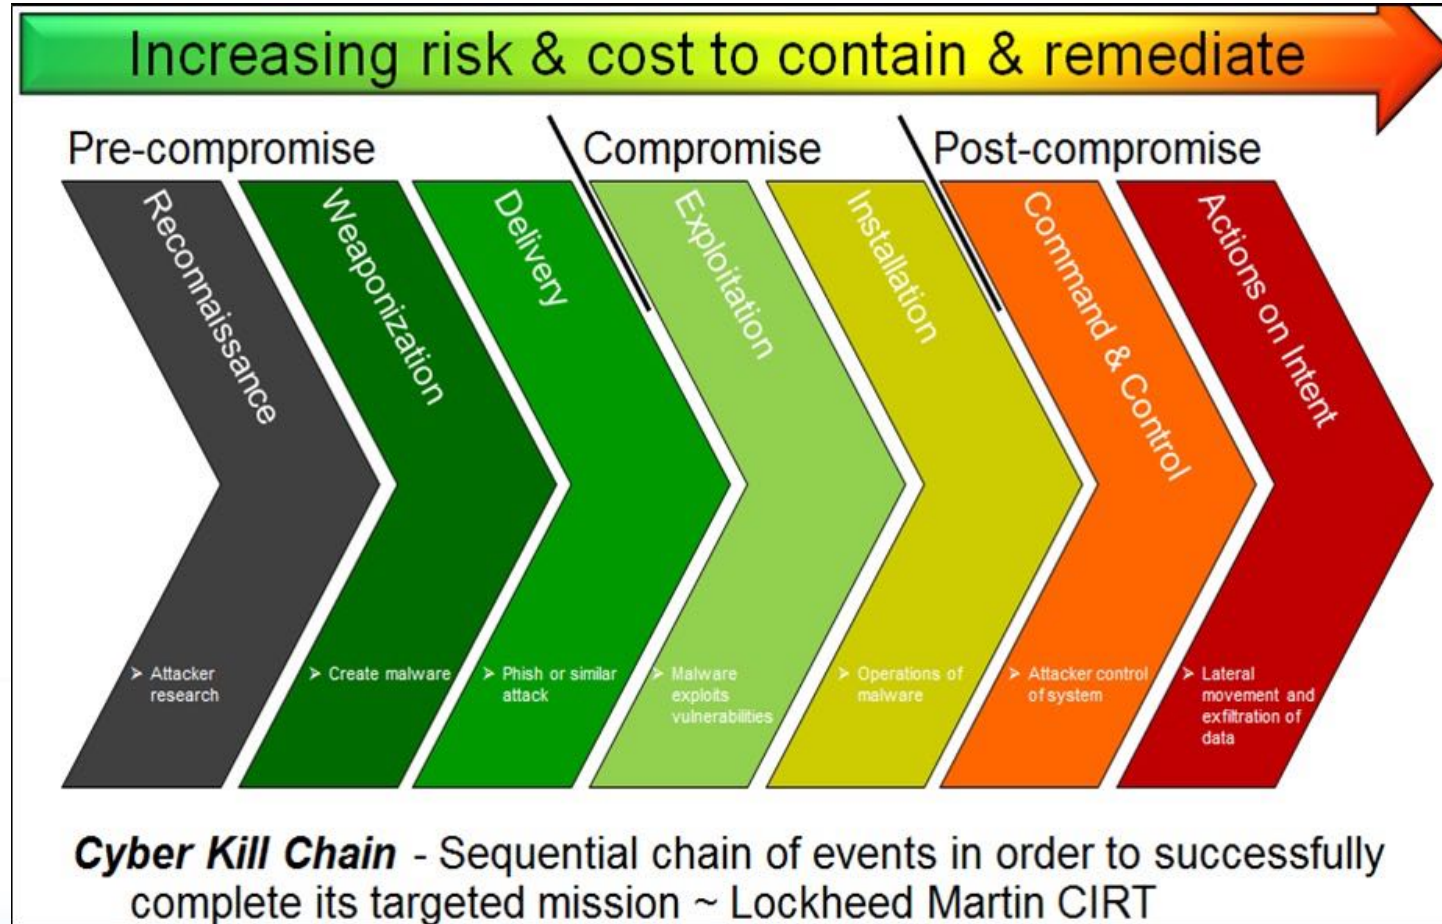 Increasing risk & cost to contain & remediate
Pre-compromise
Compromise
Post-compromise
Reconnaissance
Weaponization
Delivery
Exploitation
Installation
Command & Control
Actions on Intent
➢ Attacker
research
➢ Create malware
➢ Phish or similar
attack
➢ Malware
exploits
vulnerabilities
➢ Operations of
malware
➢ Attacker control
of system
➢ Lateral
movement and
exfiltration of
data
Cyber Kill Chain - Sequential chain of events in order to successfully
complete its targeted mission ~ Lockheed Martin CIRT